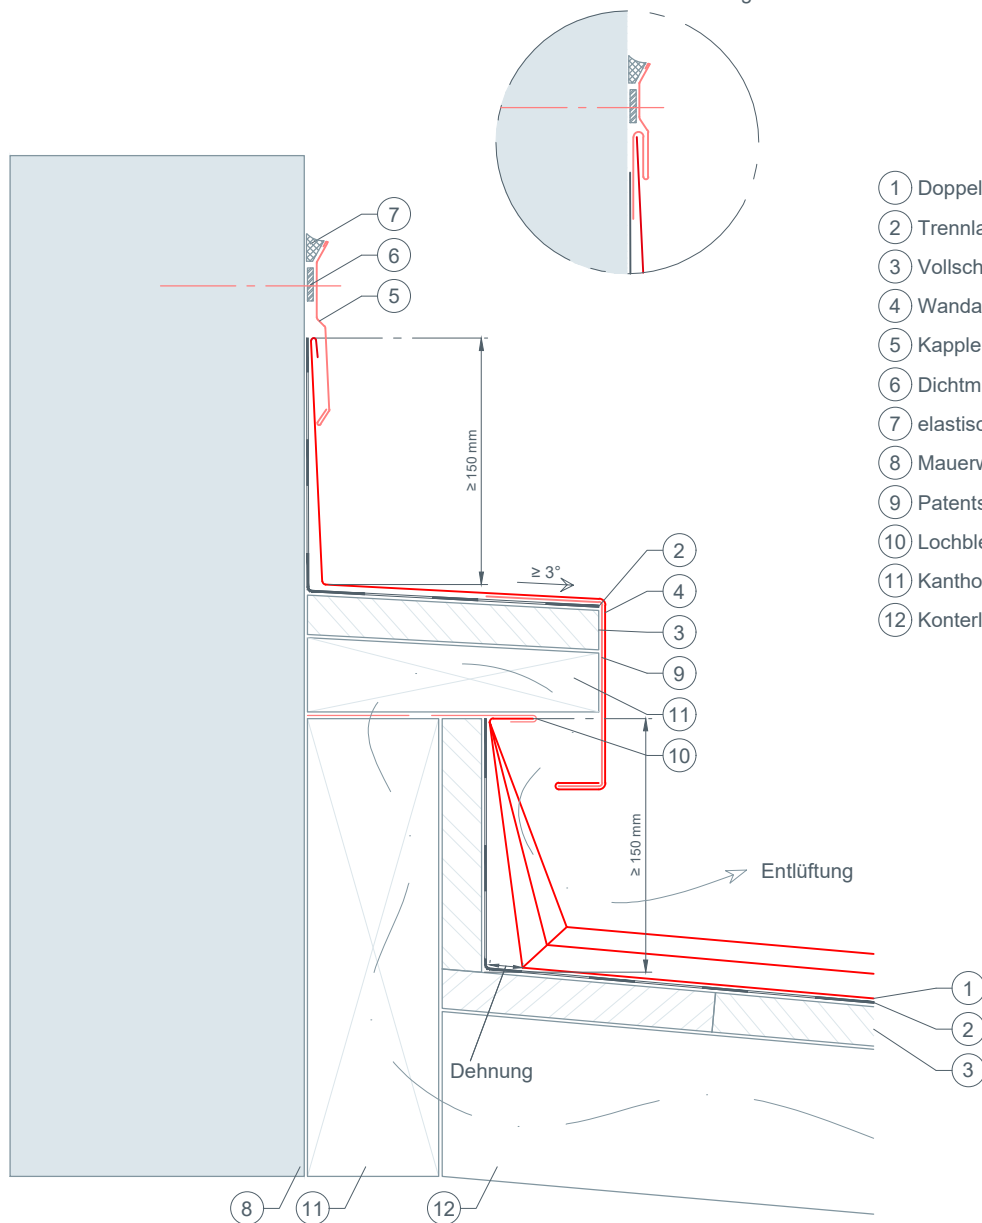 7
6
5
≥ 150 mm
≥ 3°
2
4
3
9
11
10
≥ 150 mm
Entlüftung
Dehnung
1
2
3
8
11
12
1 Doppel
2 Trennla
3 Vollsch
4 Wanda
5 Kapple
6 Dichtm
7 elastisc
8 Mauerv
9 Patents
10 Lochble
11 Kantho
12 Konterl